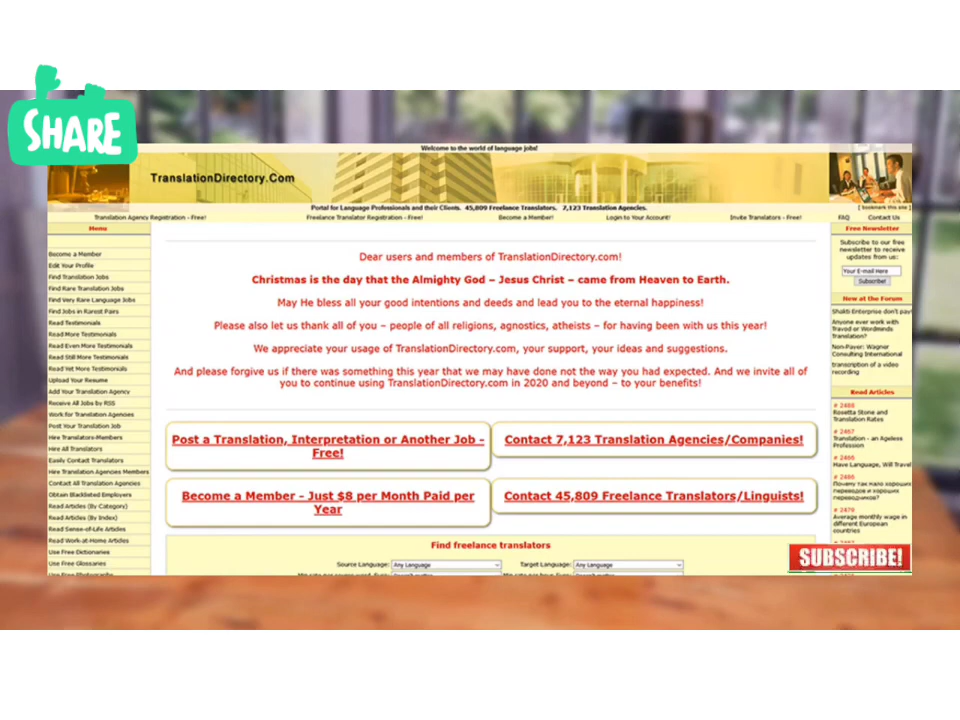 SHARE
Welcome to the world of language jobs!
TranslationDirectory.Com
Portal for Language Professionals and their Clients. 45,809 Freelance Translators. 7,123 Translation Agencies.
[ bookmark this site ]
Translation Agency Registration - Free!
Freelance Translator Registration - Free!
Become a Member!
Login to Your Account!
Invite Translators - Free!
FAQ
Contact Us
Menu
Become a Member
Edit Your Profile
Find Translation Jobs
Find Rare Translation Jobs
Find Very Rare Language Jobs
Find Jobs in Rarest Pairs
Read Testimonials
Read More Testimonials
Read Even More Testimonials
Read Still More Testimonials
Read Yet More Testimonials
Upload Your Resume
Add Your Translation Agency
Receive All Jobs by RSS
Work for Translation Agencies
Post Your Translation Job
Hire Translators-Members
Hire All Translators
Easily Contact Translators
Hire Translation Agencies Members
Contact All Translation Agencies
Obtain Blacklisted Employers
Read Articles (By Category)
Read Articles (By Index)
Read Sense-of-Life Articles
Read Work-at-Home Articles
Use Free Dictionaries
Use Free Glossaries
Dear users and members of TranslationDirectory.com!
Christmas is the day that the Almighty God – Jesus Christ – came from Heaven to Earth.
May He bless all your good intentions and deeds and lead you to the eternal happiness!
Please also let us thank all of you – people of all religions, agnostics, atheists – for having been with us this year!
We appreciate your usage of TranslationDirectory.com, your support, your ideas and suggestions.
And please forgive us if there was something this year that we may have done not the way you had expected. And we invite all of
you to continue using TranslationDirectory.com in 2020 and beyond – to your benefits!
Post a Translation, Interpretation or Another Job -
Free!
Contact 7,123 Translation Agencies/Companies!
Become a Member - Just $8 per Month Paid per
Year
Contact 45,809 Freelance Translators/Linguists!
Find freelance translators
Source Language: Any Language
Target Language: Any Language
Free Newsletter
Subscribe to our free
newsletter to receive
updates from us:
Your E-mail Here
Subscribe!
New at the Forum
Shakti Enterprise don't pay!
Anyone ever work with
Travod or Wordminds
translation?
Non-Payer: Wagner
Consulting International
transcription of a video
recording
Read Articles
# 2488
Rosetta Stone and
Translation Rates
# 2467
Translation - an Ageless
Profession
# 2466
Have Language, Will Travel
# 2486
Почему так мало хороших
переводов и хороших
переводчиков?
# 2479
Average monthly wage in
different European
countries
SUBSCRIBE!